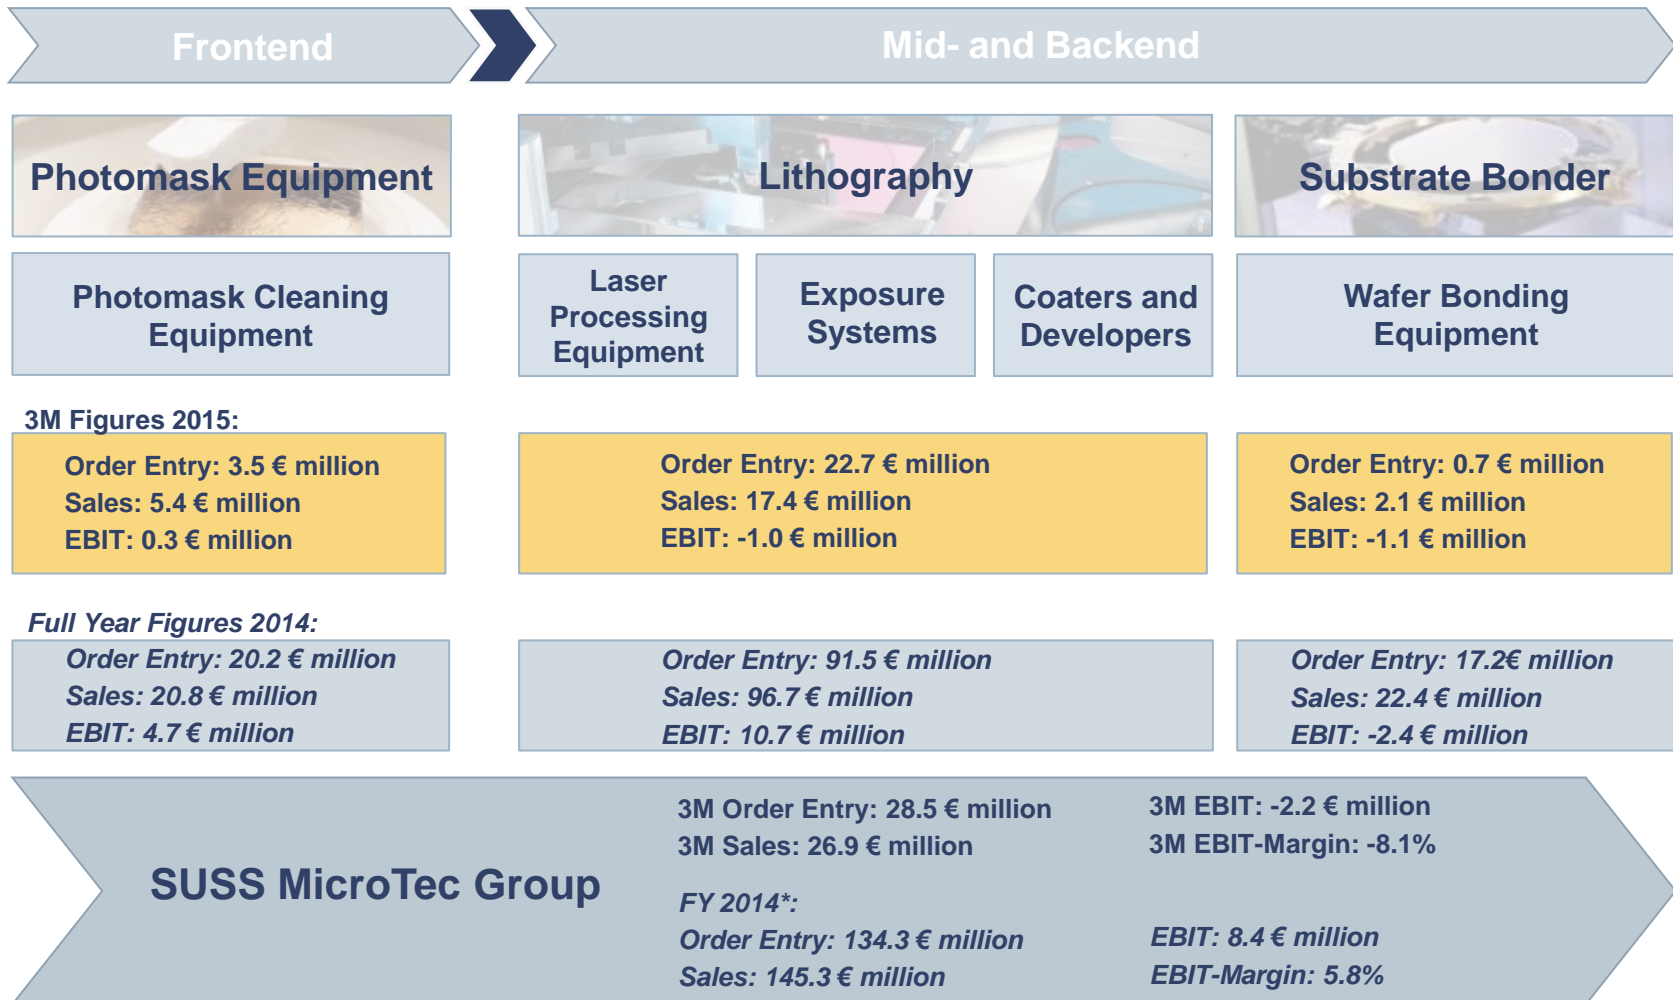 Frontend
Mid- and Backend
Photomask Equipment
Lithography
Substrate Bonder
Photomask Cleaning
Equipment
Laser
Processing
Equipment
Exposure
Systems
Coaters and
Developers
Wafer Bonding
Equipment
3M Figures 2015:
Order Entry: 3.5 € million
Sales: 5.4 € million
EBIT: 0.3 € million
Order Entry: 22.7 € million
Sales: 17.4 € million
EBIT: -1.0 € million
Order Entry: 0.7 € million
Sales: 2.1 € million
EBIT: -1.1 € million
Full Year Figures 2014:
Order Entry: 20.2 € million
Sales: 20.8 € million
EBIT: 4.7 € million
Order Entry: 91.5 € million
Sales: 96.7 € million
EBIT: 10.7 € million
Order Entry: 17.2€ million
Sales: 22.4 € million
EBIT: -2.4 € million
SUSS MicroTec Group
3M Order Entry: 28.5 € million
3M Sales: 26.9 € million
3M EBIT: -2.2 € million
3M EBIT-Margin: -8.1%
FY 2014*:
Order Entry: 134.3 € million
Sales: 145.3 € million
EBIT: 8.4 € million
EBIT-Margin: 5.8%